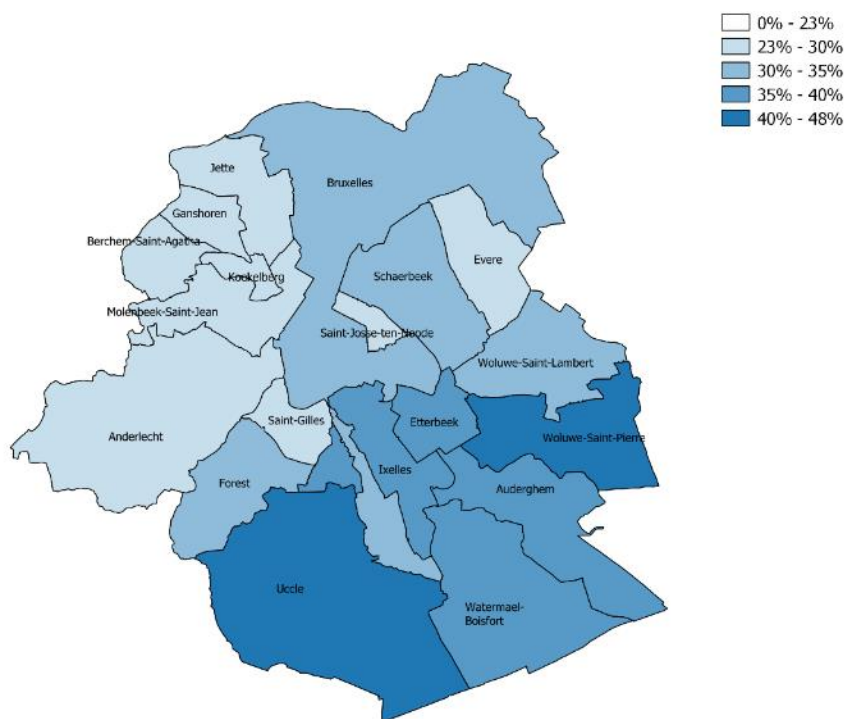 0% - 23%
23% - 30%
30% - 35%
35% - 40%
40% - 48%
Jette
Bruxelles
Ganshoren
Berchem-Saint-Agatha
Evere
Koekelberg
Schaerbeek
Molenbeek-Saint-Jean
Saint-Josse-ten-Noode
Woluwe-Saint-Lambert
Saint-Gilles
Etterbeek
Anderlecht
Woluwe-Saint-Pierre
Ixelles
Forest
Auderghem
Uccle
Watermael-
Boisfort